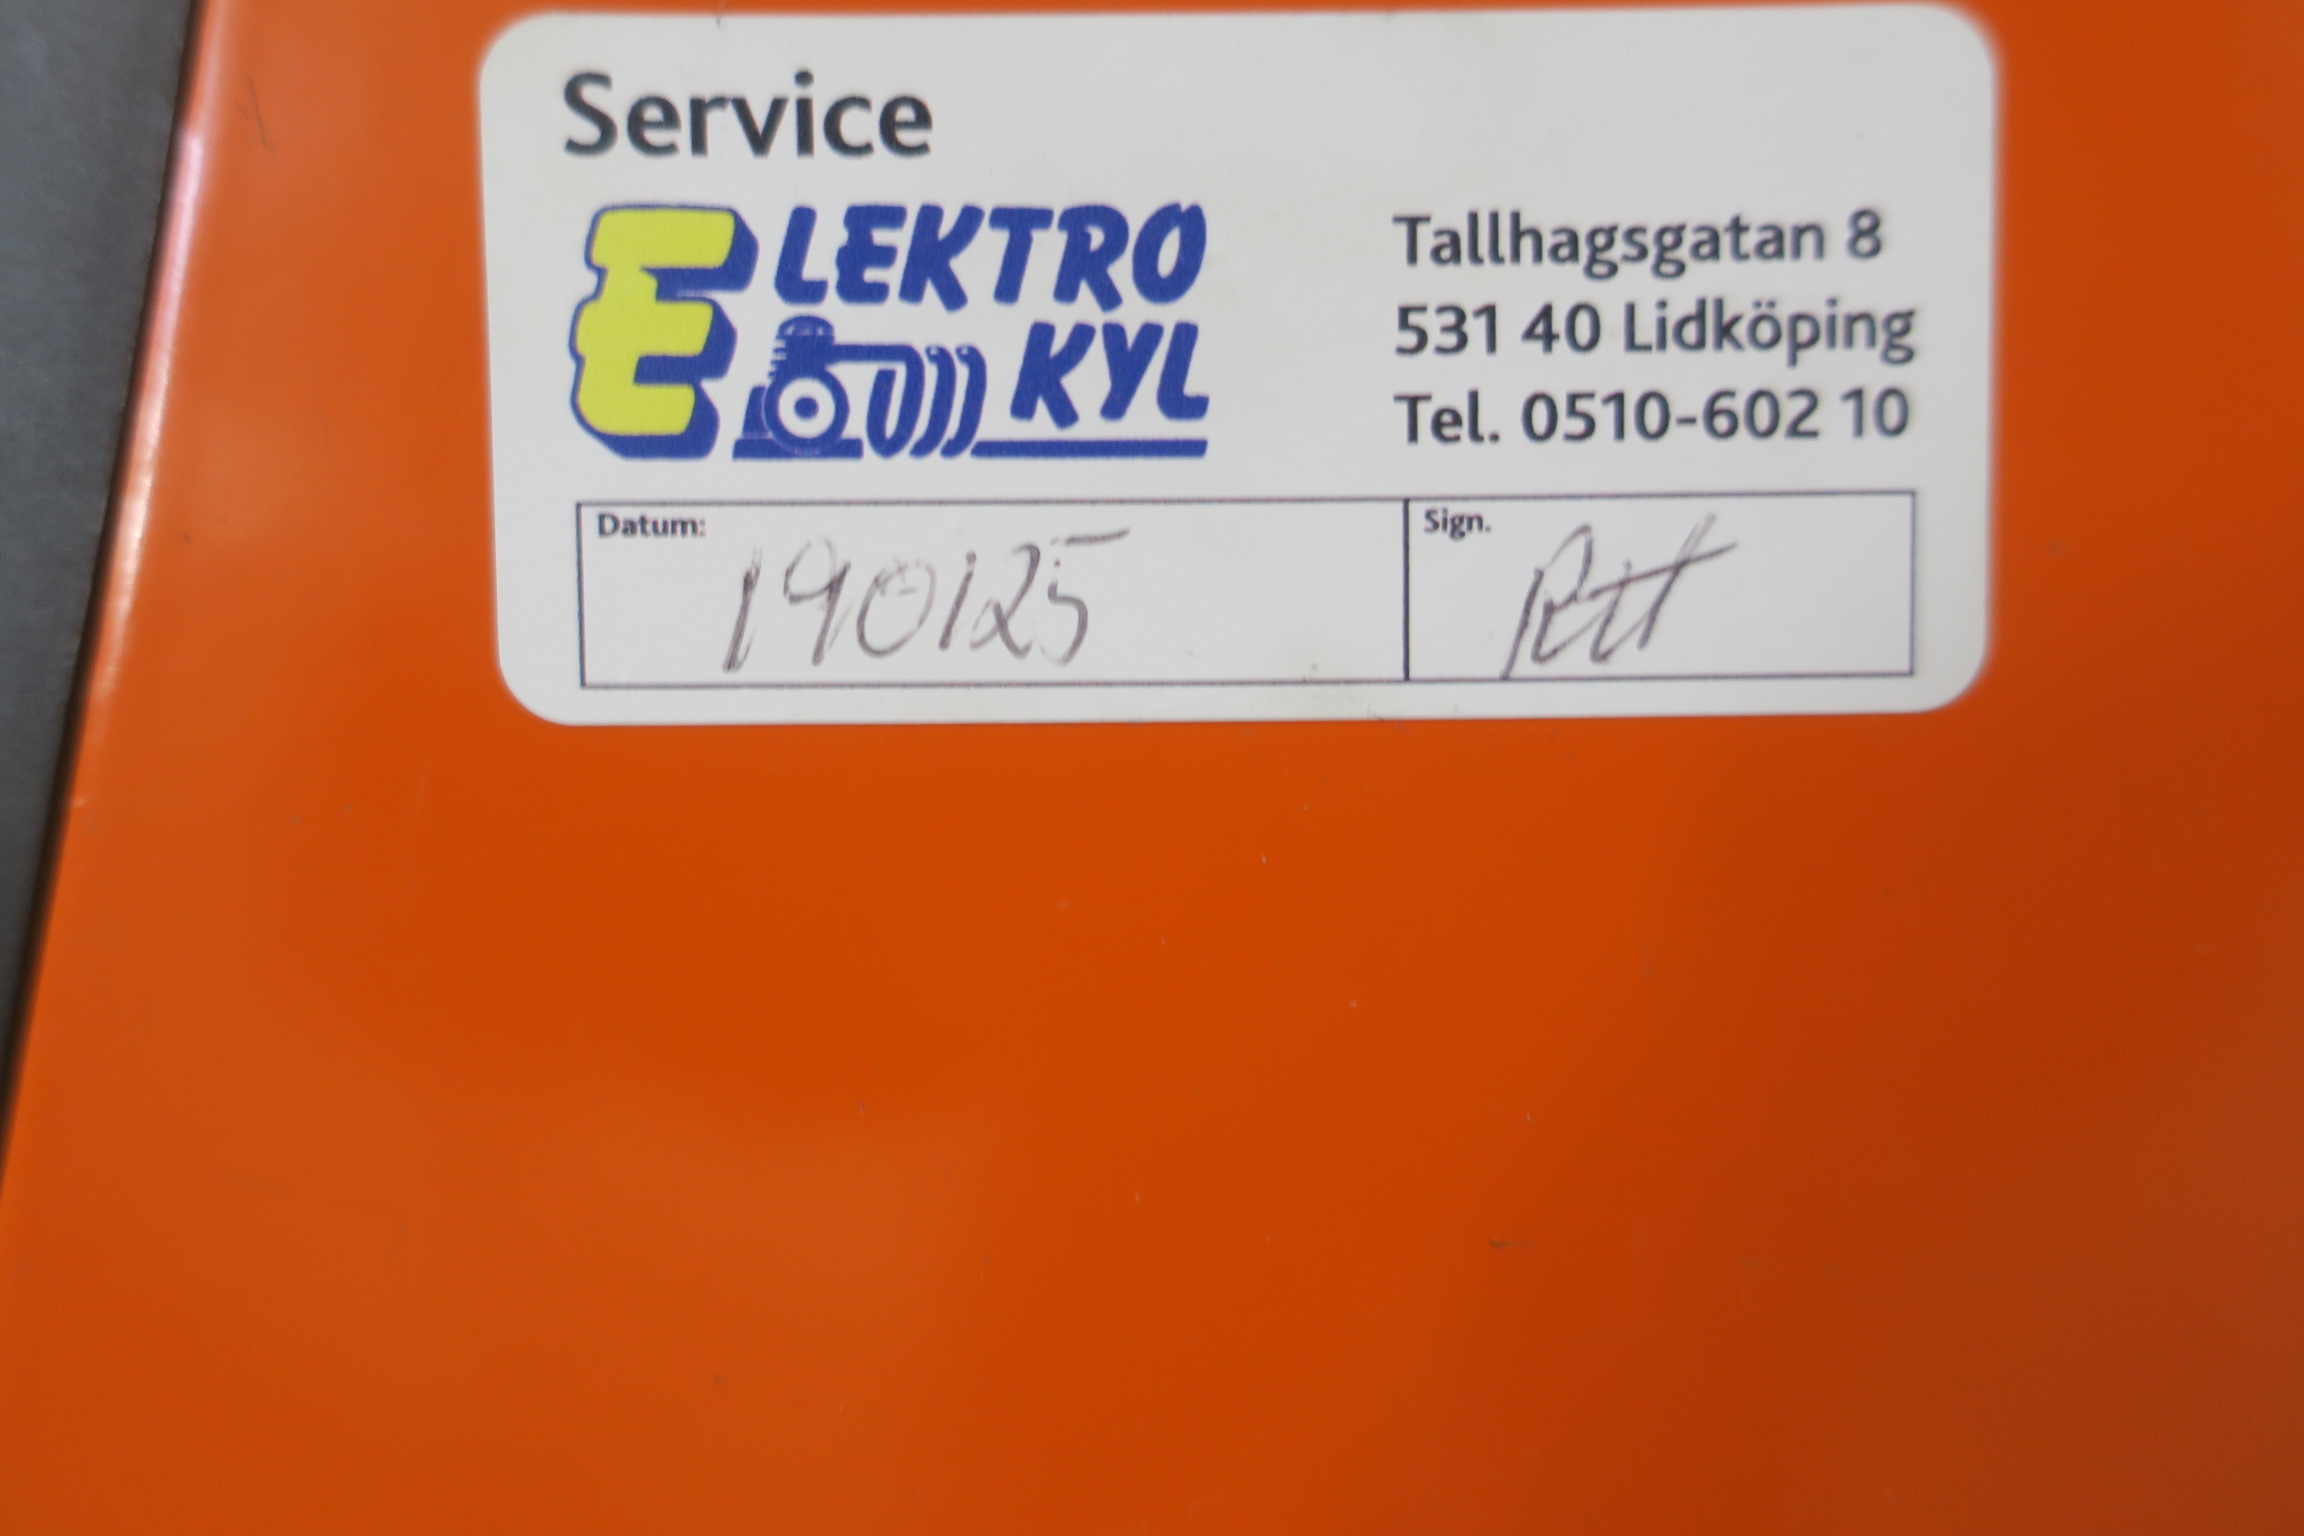 Service
ELEKTRO
KYL
Tallhagsgatan 8
531 40 Lidköping
Tel. 0510-602 10
Datum: 190125
Sign.